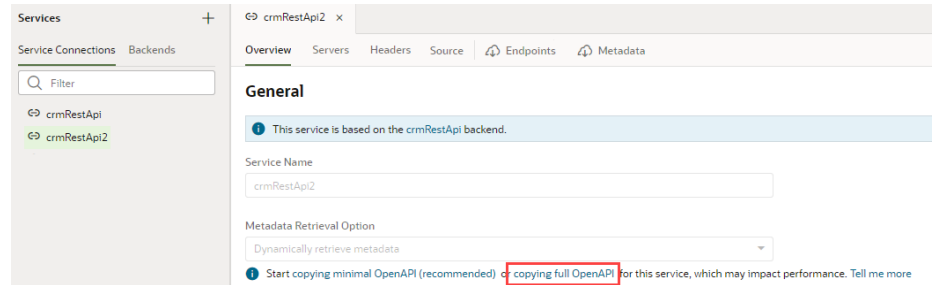 Services +
crmRestApi2 ×
Service Connections Backends
Overview Servers Headers Source Endpoints Metadata
Filter
General
crmRestApi
crmRestApi2
This service is based on the crmRestApi backend.
Service Name
crmRestApi2
Metadata Retrieval Option
Dynamically retrieve metadata
Start copying minimal OpenAPI (recommended) or copying full OpenAPI for this service, which may impact performance. Tell me more